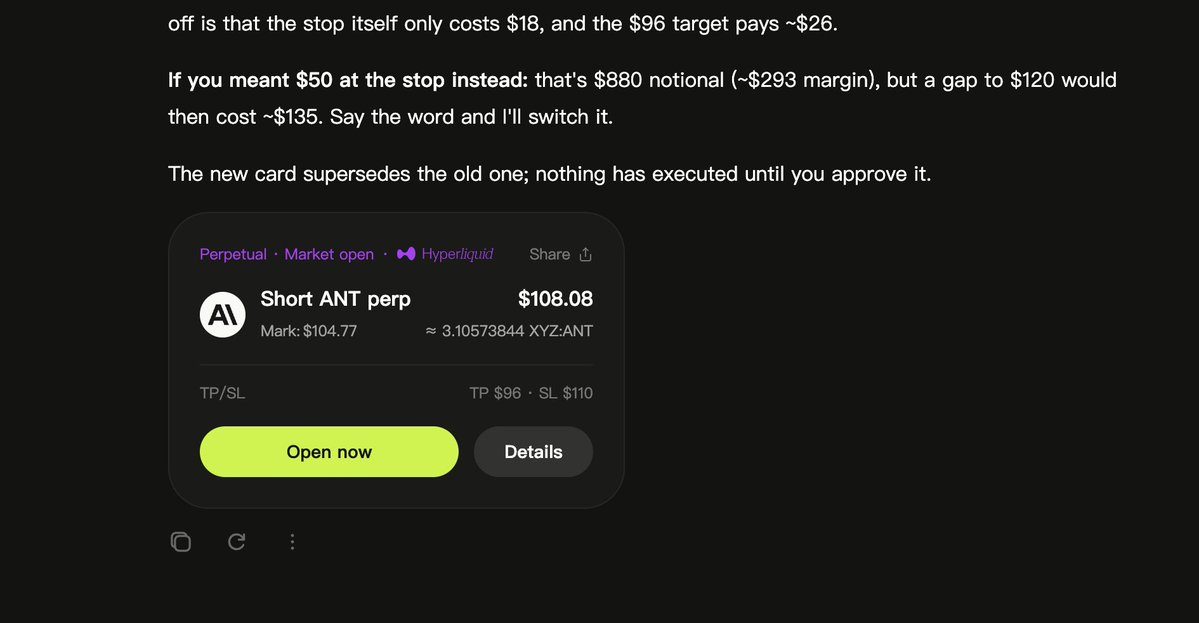 off is that the stop itself only costs $18, and the $96 target pays ~$26.
If you meant $50 at the stop instead: that's $880 notional (~$293 margin), but a gap to $120 would
then cost ~$135. Say the word and I'll switch it.
The new card supersedes the old one; nothing has executed until you approve it.
Perpetual · Market open · Hyperliquid Share
A\ Short ANT perp $108.08
Mark: $104.77 ≈ 3.10573844 XYZ:ANT
TP/SL TP $96 · SL $110
Open now Details